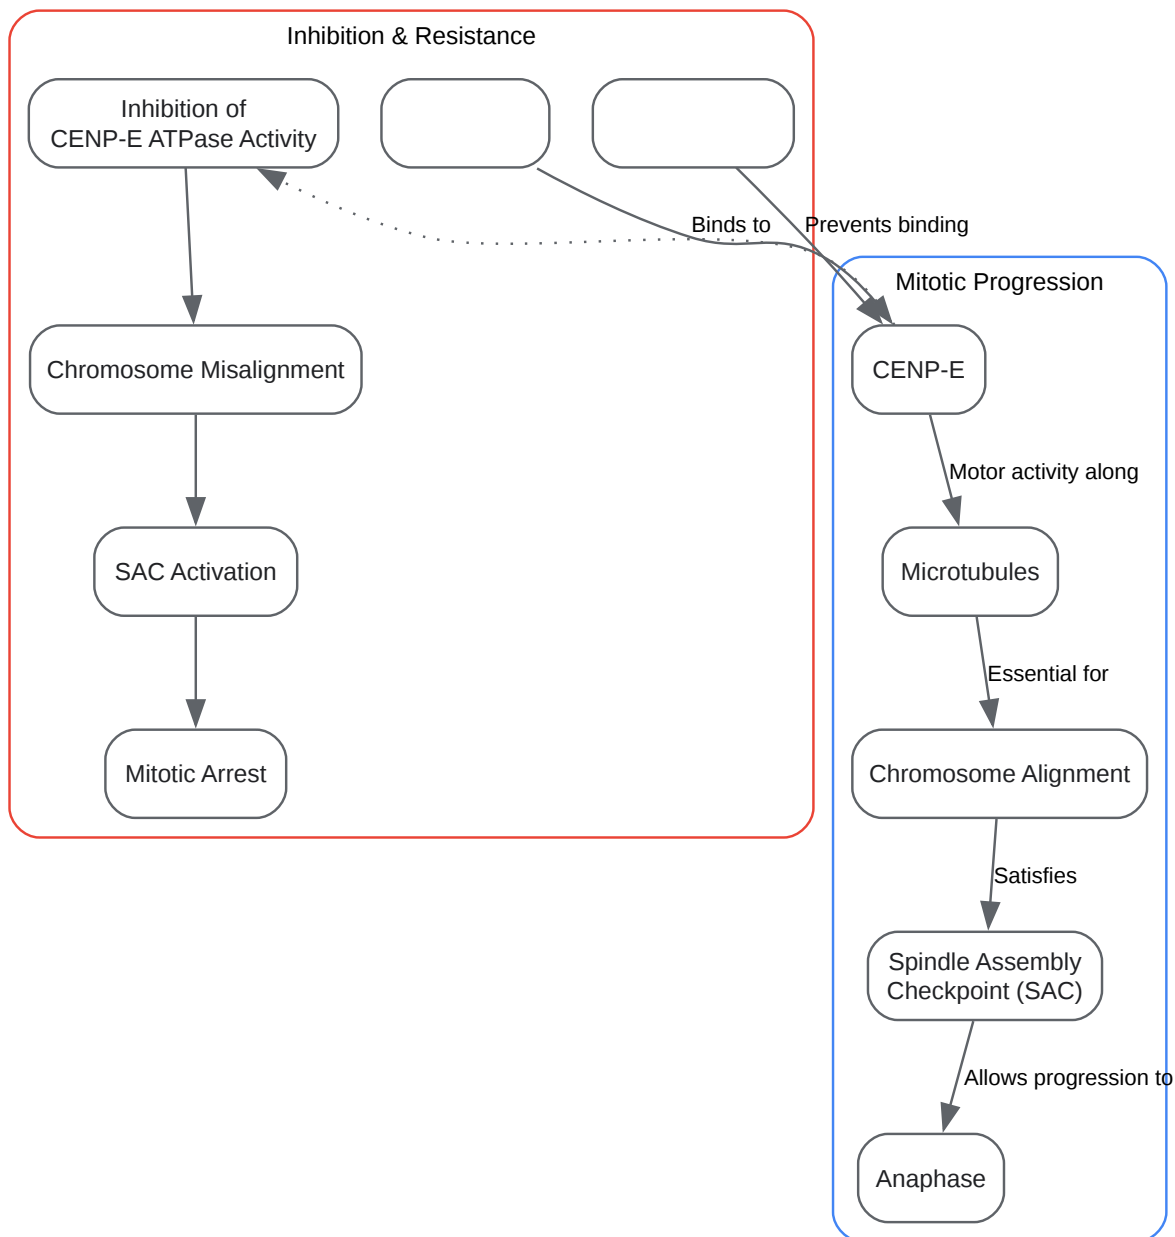 Inhibition & Resistance
Inhibition of
CENP-E ATPase Activity
Binds to
Prevents binding
Mitotic Progression
Chromosome Misalignment
CENP-E
Motor activity along
SAC Activation
Microtubules
Essential for
Mitotic Arrest
Chromosome Alignment
Satisfies
Spindle Assembly
Checkpoint (SAC)
Allows progression to
Anaphase